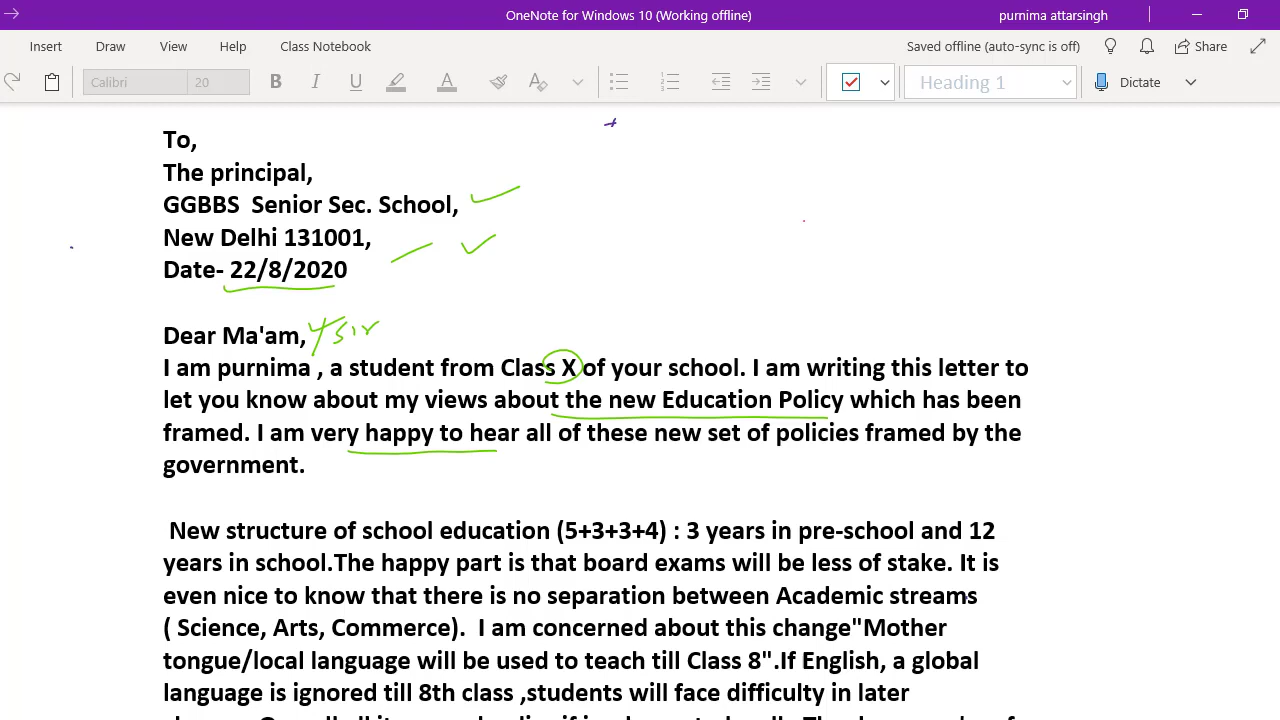 OneNote for Windows 10 (Working offline)
purnima attarsingh
Insert Draw View Help Class Notebook
Saved offline (auto-sync is off) Share
Calibri 20 B I U A A Heading 1 Dictate
To,
The principal,
GGBBS Senior Sec. School,
New Delhi 131001,
Date- 22/8/2020
Dear Ma'am, / Sir
I am purnima , a student from Class X of your school. I am writing this letter to
let you know about my views about the new Education Policy which has been
framed. I am very happy to hear all of these new set of policies framed by the
government.
New structure of school education (5+3+3+4) : 3 years in pre-school and 12
years in school.The happy part is that board exams will be less of stake. It is
even nice to know that there is no separation between Academic streams
( Science, Arts, Commerce). I am concerned about this change"Mother
tongue/local language will be used to teach till Class 8".If English, a global
language is ignored till 8th class ,students will face difficulty in later